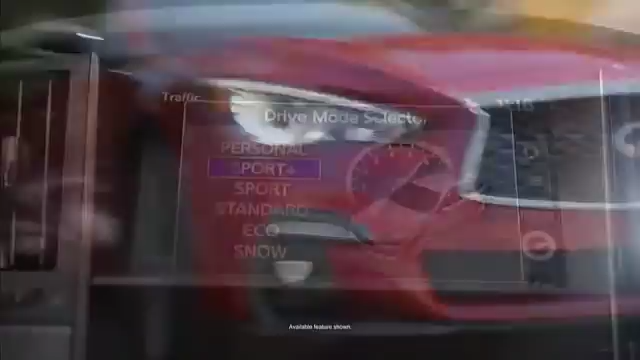 Traffic
Drive Mode Selector
PERSONAL
SPORT+
SPORT
STANDARD
ECO
SNOW
Available feature shown.